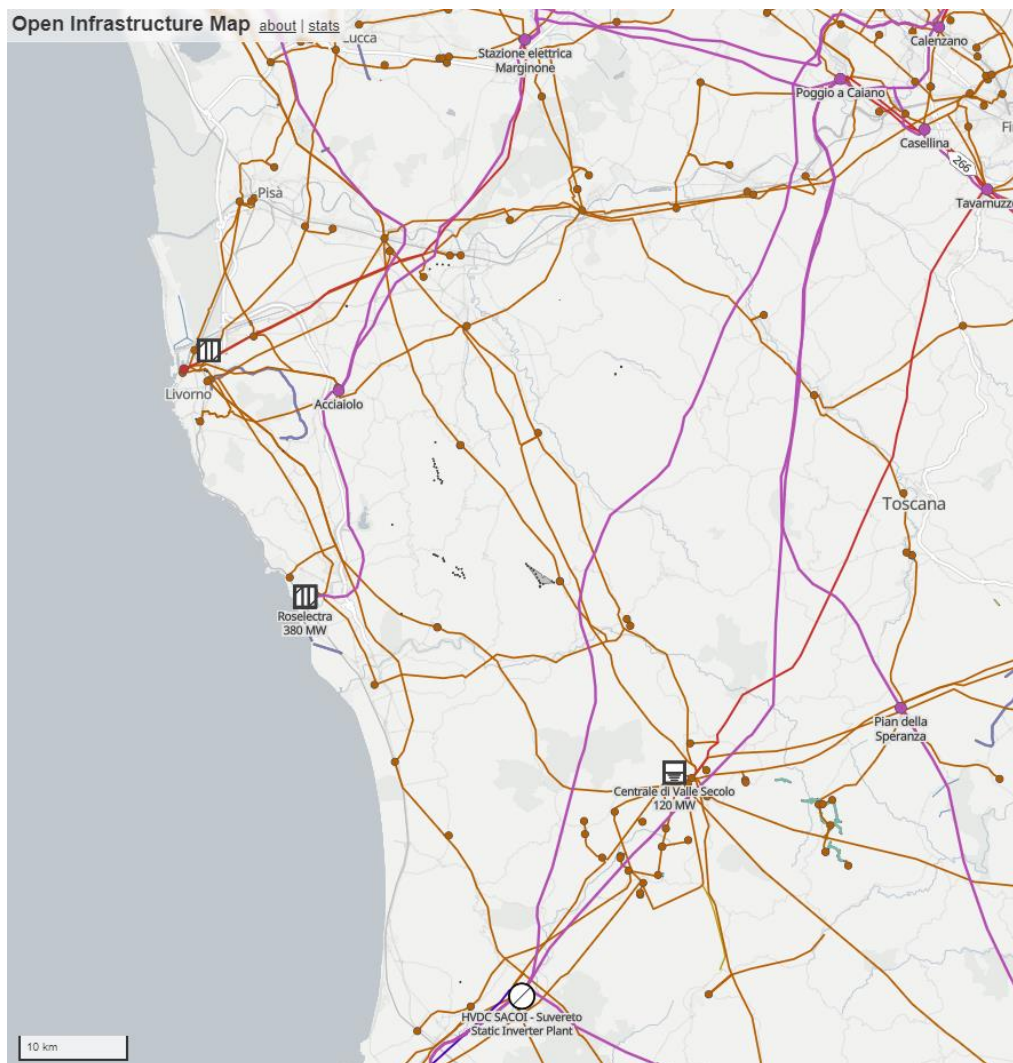 Open Infrastructure Map about | stats
Lucca
Stazione elettrica
Marginone
Calenzano
Poggio a Caiano
Casellina
266
Tavarnuzze
Pisa
Livorno
Acciaiolo
Toscana
Roselectra
380 MW
Pian della
Speranza
Centrale di Valle Secolo
120 MW
HVDC SACOI - Suvereto
Static Inverter Plant
10 km